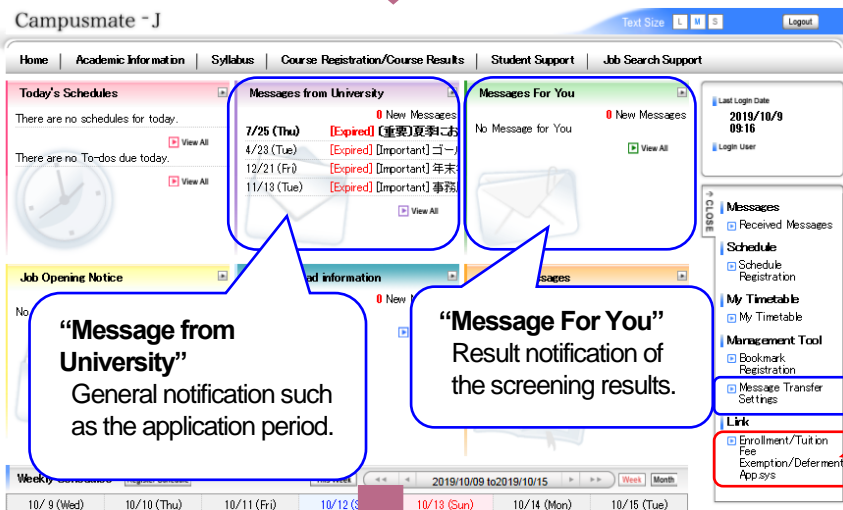 Campusmate - J
Text Size L M S
Logout
Home | Academic Information | Syllabus | Course Registration/Course Results | Student Support | Job Search Support
Today's Schedules
There are no schedules for today.
View All
There are no To-dos due today.
View All
Messages from University
0 New Messages
7/25 (Thu) [Expired] [重要]夏季にお
4/23 (Tue) [Expired] [Important] ゴー
12/21 (Fri) [Expired] [Important] 年末
11/13 (Tue) [Expired] [Important] 事務
View All
Messages For You
0 New Messages
No Message for You
View All
Last Login Date
2019/10/9
09:16
Login User
CLOSE
Messages
Received Messages
Schedule
Schedule
Registration
My Timetable
My Timetable
Management Tool
Bookmark
Registration
Message Transfer
Settings
Link
Enrollment/Tuition
Fee
Exemption/Deferment
App.sys
Job Opening Notice
No
information
0 New
“Message from
University”
General notification such
as the application period.
“Message For You”
Result notification of
the screening results.
Weekly
2019/10/09 to2019/10/15
Week Month
10/ 9 (Wed) 10/10 (Thu) 10/11 (Fri) 10/12 10/13 (Sun) 10/14 (Mon) 10/15 (Tue)